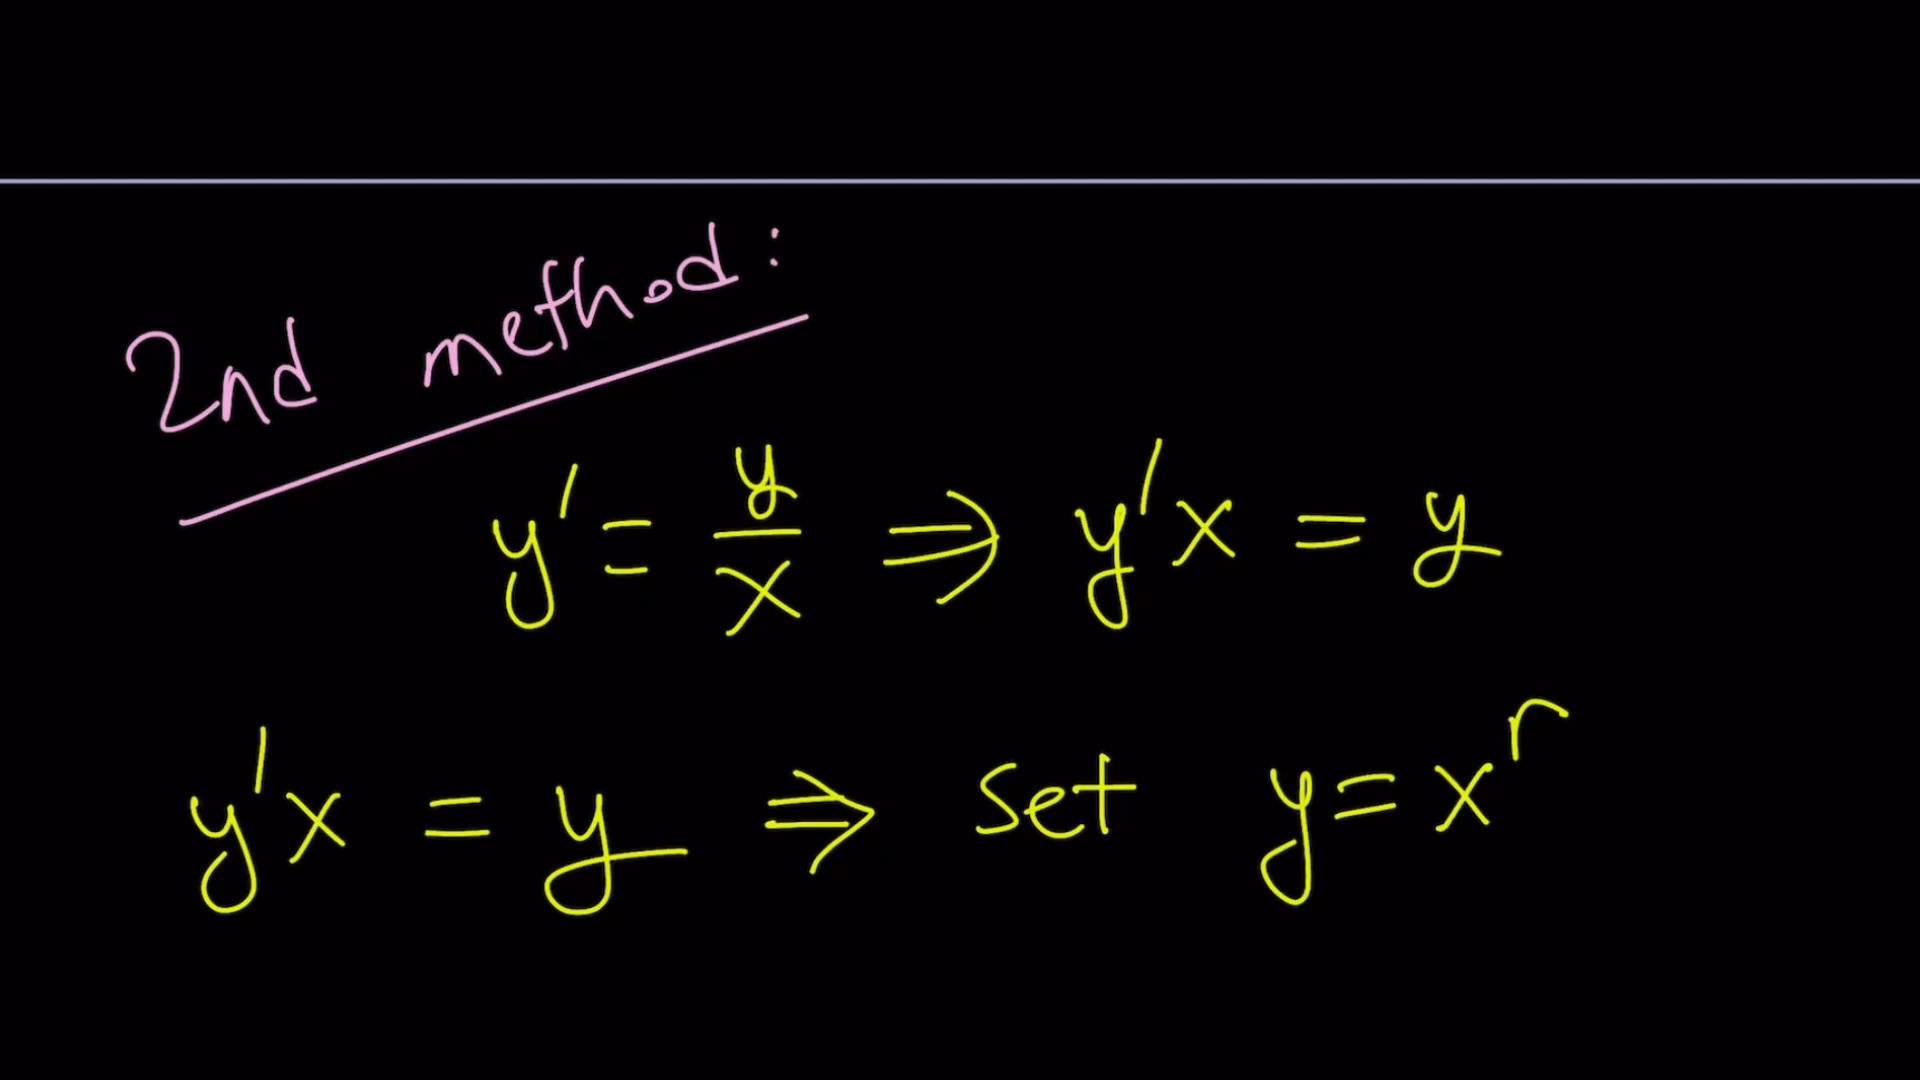 2nd method:
y' = y/x ⇒ y'x = y
y'x = y ⇒ set y = x^r